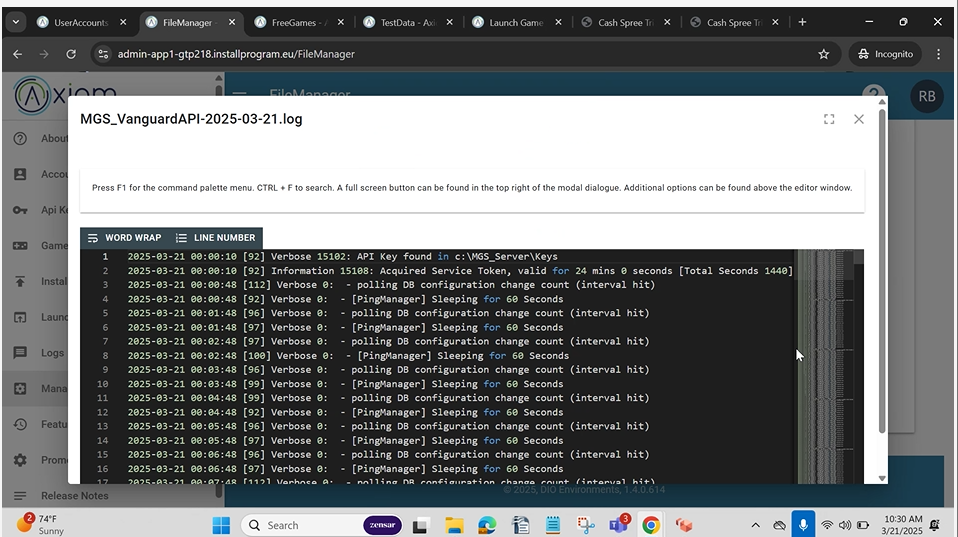 UserAccounts
FileManager -
FreeGames - A
TestData - Axi
Launch Game
Cash Spree Tri
Cash Spree Tri
admin-app1-gtp218.installprogram.eu/FileManager
Incognito
Axiom
FileManager
?
RB
MGS_VanguardAPI-2025-03-21.log
About
Accou
Api Ke
Game
Install
Launc
Logs
Mana
Featu
Promo
Release Notes
Press F1 for the command palette menu. CTRL + F to search. A full screen button can be found in the top right of the modal dialogue. Additional options can be found above the editor window.
WORD WRAP LINE NUMBER
1 2025-03-21 00:00:10 [92] Verbose 15102: API Key found in c:\MGS_Server\Keys
2 2025-03-21 00:00:10 [92] Information 15108: Acquired Service Token, valid for 24 mins 0 seconds [Total Seconds 1440]
3 2025-03-21 00:00:48 [112] Verbose 0:  - polling DB configuration change count (interval hit)
4 2025-03-21 00:00:48 [92] Verbose 0:  - [PingManager] Sleeping for 60 Seconds
5 2025-03-21 00:01:48 [96] Verbose 0:  - polling DB configuration change count (interval hit)
6 2025-03-21 00:01:48 [97] Verbose 0:  - [PingManager] Sleeping for 60 Seconds
7 2025-03-21 00:02:48 [97] Verbose 0:  - polling DB configuration change count (interval hit)
8 2025-03-21 00:02:48 [100] Verbose 0:  - [PingManager] Sleeping for 60 Seconds
9 2025-03-21 00:03:48 [96] Verbose 0:  - polling DB configuration change count (interval hit)
10 2025-03-21 00:03:48 [99] Verbose 0:  - [PingManager] Sleeping for 60 Seconds
11 2025-03-21 00:04:48 [99] Verbose 0:  - polling DB configuration change count (interval hit)
12 2025-03-21 00:04:48 [92] Verbose 0:  - [PingManager] Sleeping for 60 Seconds
13 2025-03-21 00:05:48 [96] Verbose 0:  - polling DB configuration change count (interval hit)
14 2025-03-21 00:05:48 [97] Verbose 0:  - [PingManager] Sleeping for 60 Seconds
15 2025-03-21 00:06:48 [96] Verbose 0:  - polling DB configuration change count (interval hit)
16 2025-03-21 00:06:48 [97] Verbose 0:  - [PingManager] Sleeping for 60 Seconds
17 2025-03-21 00:07:48 [112] Verbose 0:  - polling DB configuration change count (interval hit)
© 2025, DIO Environments, 1.4.0.614
2
74°F
Sunny
Search
zensar
3
10:30 AM
3/21/2025